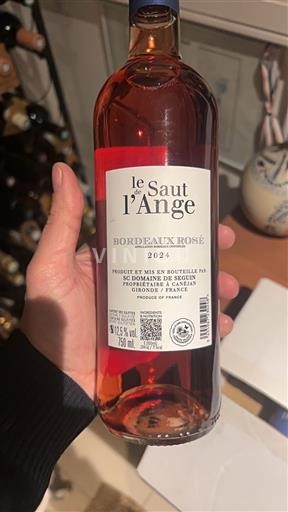 le Saut
de
l'Ange
BORDEAUX ROSÉ
APPELLATION BORDEAUX CONTRÔLÉE
2024
PRODUIT ET MIS EN BOUTEILLE PAR
SC DOMAINE DE SEGUIN
PROPRIÉTAIRE À CANÉJAN
GIRONDE / FRANCE
PRODUCE OF FRANCE
12,5 % vol.
750 ml
INGREDIENTS
& NUTRITION